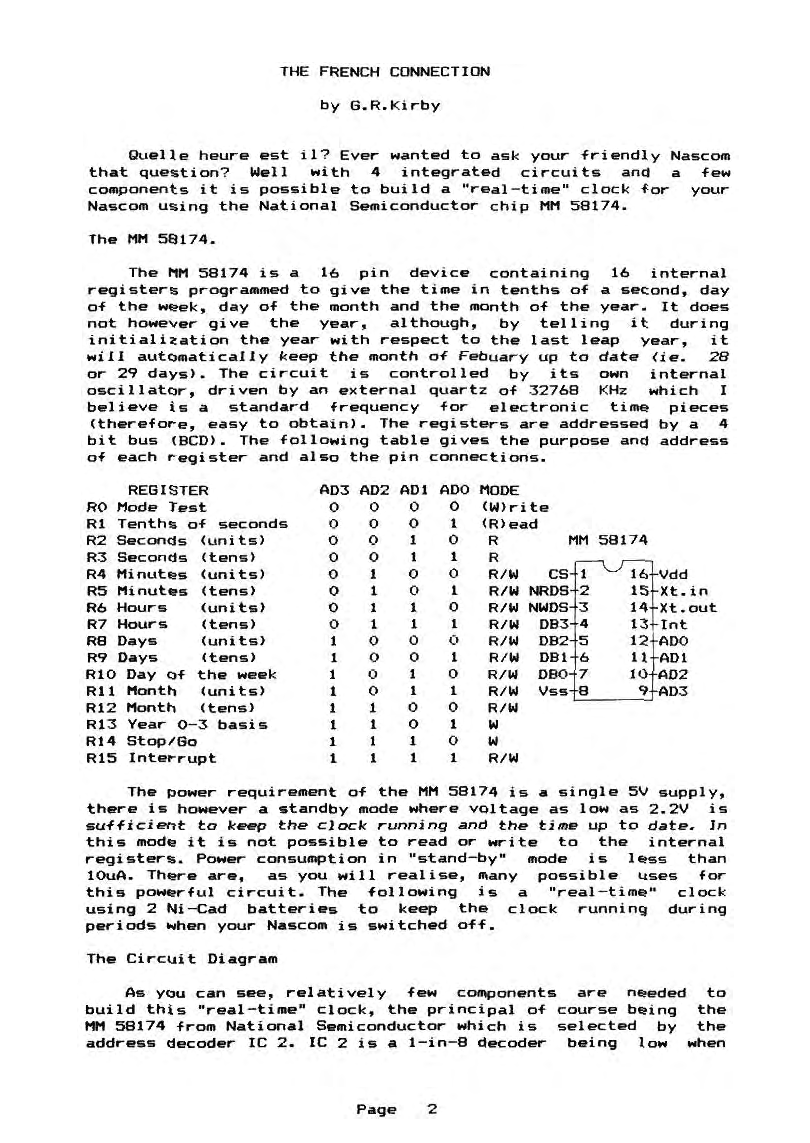 THE FRENCH CONNECTION
by G.R.Kirby
Quelle heure est il? Ever wanted to ask your friendly Nascom
that question? Well with 4 integrated circuits and a few
components it is possible to build a "real-time" clock for your
Nascom using the National Semiconductor chip MM 58174.
The MM 58174.
The MM 58174 is a 16 pin device containing 16 internal
registers programmed to give the time in tenths of a second, day
of the week, day of the month and the month of the year. It does
not however give the year, although, by telling it during
initialization the year with respect to the last leap year, it
will automatically keep the month of Febuary up to date (ie. 28
or 29 days). The circuit is controlled by its own internal
oscillator, driven by an external quartz of 32768 KHz which I
believe is a standard frequency for electronic time pieces
(therefore, easy to obtain). The registers are addressed by a 4
bit bus (BCD). The following table gives the purpose and address
of each register and also the pin connections.
REGISTER AD3 AD2 AD1 AD0 MODE
R0 Mode Test 0 0 0 0 (W)rite
R1 Tenths of seconds 0 0 0 1 (R)ead
R2 Seconds (units) 0 0 1 0 R MM 58174
R3 Seconds (tens) 0 0 1 1 R
R4 Minutes (units) 0 1 0 0 R/W CS 1 16 Vdd
R5 Minutes (tens) 0 1 0 1 R/W NRDS 2 15 Xt.in
R6 Hours (units) 0 1 1 0 R/W NWDS 3 14 Xt.out
R7 Hours (tens) 0 1 1 1 R/W DB3 4 13 Int
R8 Days (units) 1 0 0 0 R/W DB2 5 12 AD0
R9 Days (tens) 1 0 0 1 R/W DB1 6 11 AD1
R10 Day of the week 1 0 1 0 R/W DB0 7 10 AD2
R11 Month (units) 1 0 1 1 R/W Vss 8 9 AD3
R12 Month (tens) 1 1 0 0 R/W
R13 Year 0-3 basis 1 1 0 1 W
R14 Stop/Go 1 1 1 0 W
R15 Interrupt 1 1 1 1 R/W
The power requirement of the MM 58174 is a single 5V supply,
there is however a standby mode where voltage as low as 2.2V is
sufficient to keep the clock running and the time up to date. In
this mode it is not possible to read or write to the internal
registers. Power consumption in "stand-by" mode is less than
10uA. There are, as you will realise, many possible uses for
this powerful circuit. The following is a "real-time" clock
using 2 Ni-Cad batteries to keep the clock running during
periods when your Nascom is switched off.
The Circuit Diagram
As you can see, relatively few components are needed to
build this "real-time" clock, the principal of course being the
MM 58174 from National Semiconductor which is selected by the
address decoder IC 2. IC 2 is a 1-in-8 decoder being low when
Page 2